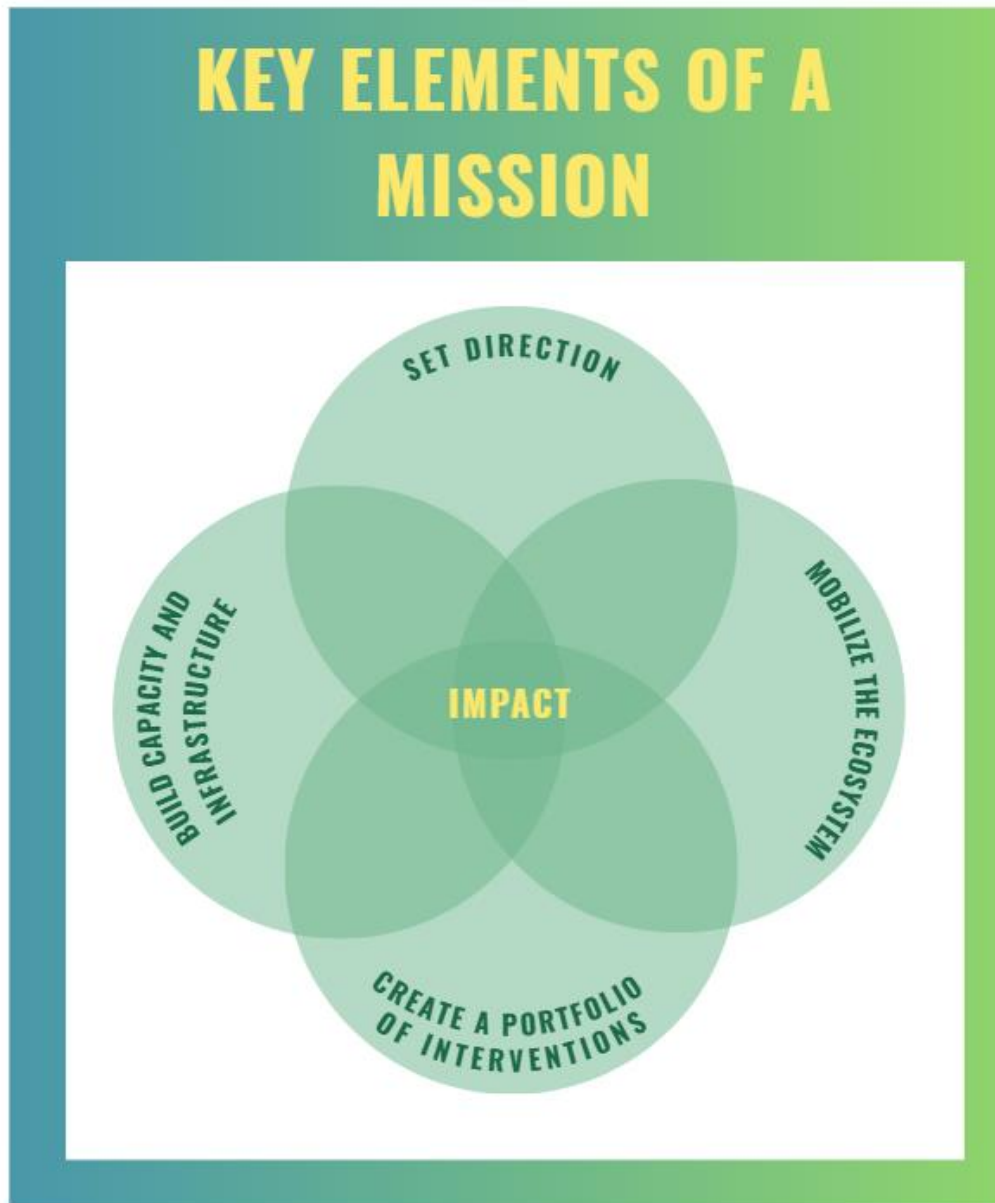 KEY ELEMENTS OF A
MISSION
SET DIRECTION
BUILD CAPACITY AND
INFRASTRUCTURE
MOBILIZE THE ECOSYSTEM
IMPACT
CREATE A PORTFOLIO
OF INTERVENTIONS